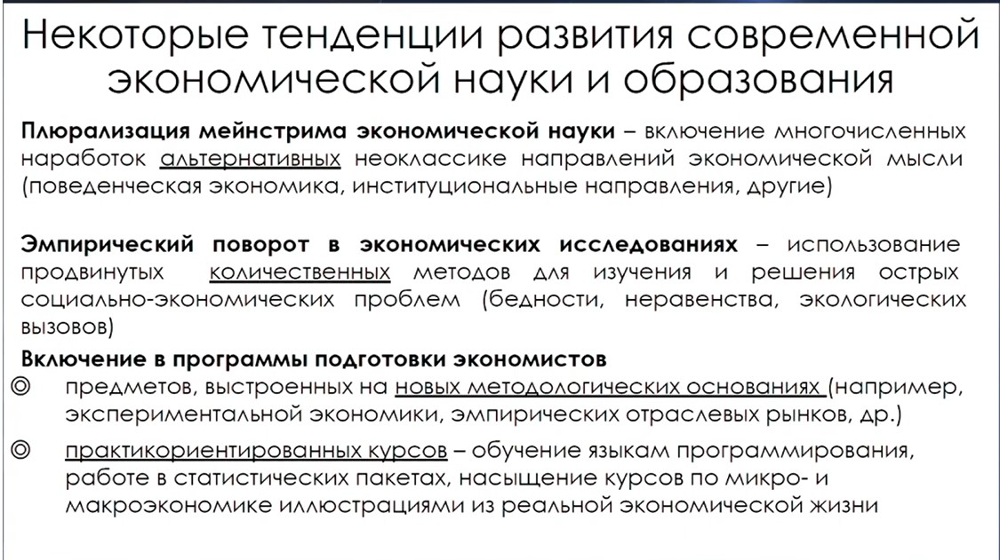 Некоторые тенденции развития современной
экономической науки и образования
Плюрализация мейнстрима экономической науки – включение многочисленных
наработок альтернативных неоклассике направлений экономической мысли
(поведенческая экономика, институциональные направления, другие)
Эмпирический поворот в экономических исследованиях – использование
продвинутых количественных методов для изучения и решения острых
социально-экономических проблем (бедности, неравенства, экологических
вызовов)
Включение в программы подготовки экономистов
◎ предметов, выстроенных на новых методологических основаниях (например,
экспериментальной экономики, эмпирических отраслевых рынков, др.)
◎ практикориентированных курсов – обучение языкам программирования,
работе в статистических пакетах, насыщение курсов по микро- и
макроэкономике иллюстрациями из реальной экономической жизни